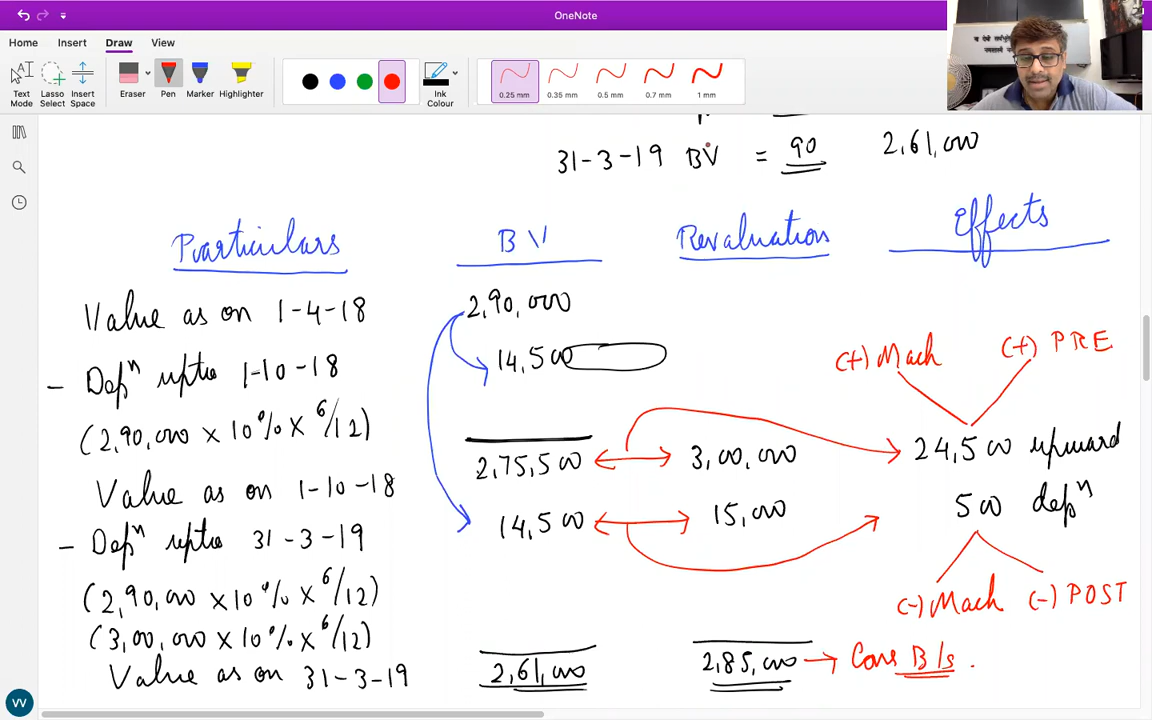 OneNote
Home Insert Draw View
Text Mode Lasso Select Insert Space Eraser Pen Marker Highlighter 0.25 mm 0.35 mm 0.5 mm 0.7 mm 1 mm Ink Colour
31-3-19 BV = 90 2,61,000
Particulars BV Revaluation Effects
Value as on 1-4-18 2,90,000
- Depⁿ upto 1-10-18 14,500 (+) Mach (+) PRE
(2,90,000 x 10% x 6/12)
2,75,500 3,00,000 24,500 upward
Value as on 1-10-18
- Depⁿ upto 31-3-19 14,500 15,000 500 depⁿ
(2,90,000 x 10% x 6/12) (-) Mach (-) POST
(3,00,000 x 10% x 6/12)
Value as on 31-3-19 2,61,000 2,85,000 → Cons B/s.
VV